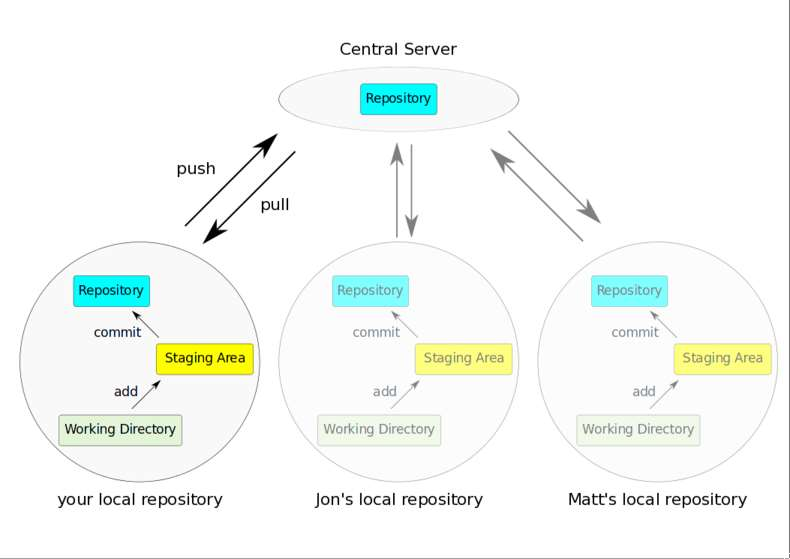 Central Server
Repository
push
pull
Repository
commit
Staging Area
add
Working Directory
your local repository
Repository
commit
Staging Area
add
Working Directory
Jon's local repository
Repository
commit
Staging Area
add
Working Directory
Matt's local repository